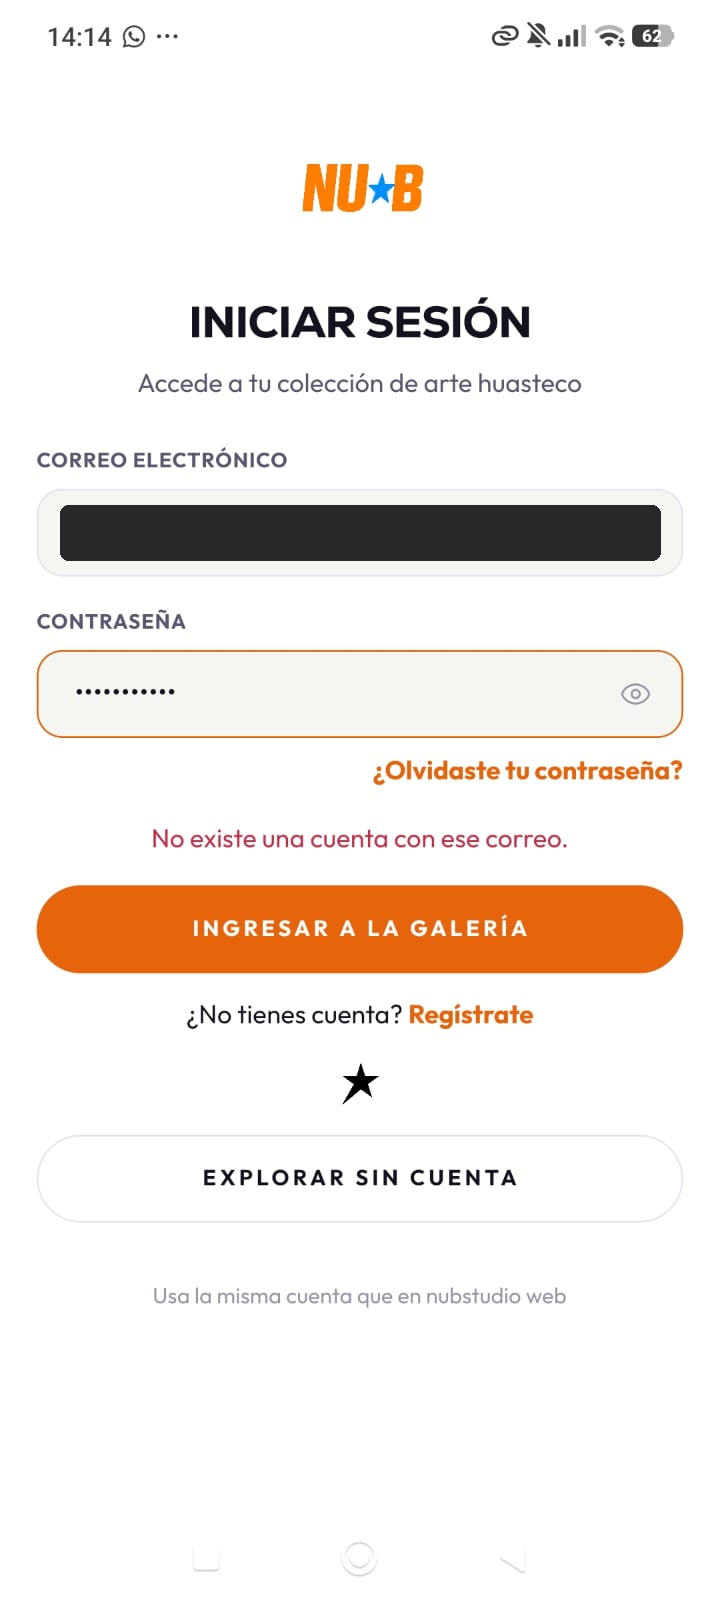 14:14
62
NU★B
INICIAR SESIÓN
Accede a tu colección de arte huasteco
CORREO ELECTRÓNICO
CONTRASEÑA
•••••••••••
¿Olvidaste tu contraseña?
No existe una cuenta con ese correo.
INGRESAR A LA GALERÍA
¿No tienes cuenta? Regístrate
EXPLORAR SIN CUENTA
Usa la misma cuenta que en nubstudio web